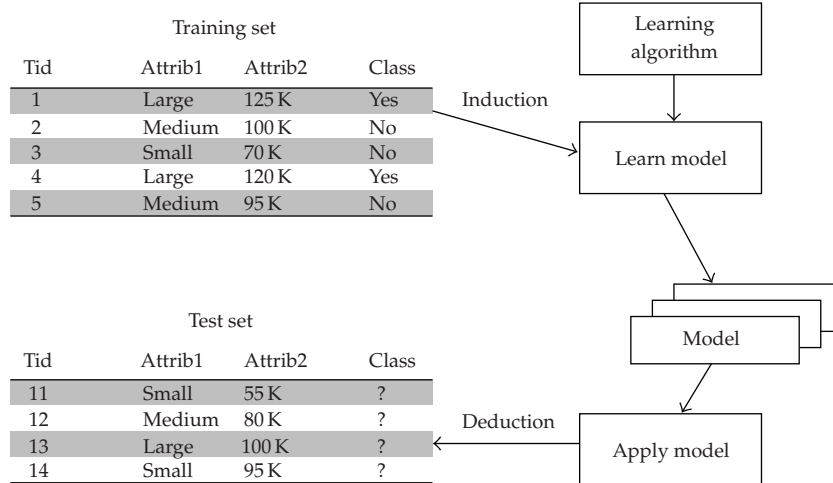 Training set
Tid Attrib1 Attrib2 Class
1 Large 125 K Yes
2 Medium 100 K No
3 Small 70 K No
4 Large 120 K Yes
5 Medium 95 K No
Induction
Learning
algorithm
Learn model
Model
Apply model
Deduction
Test set
Tid Attrib1 Attrib2 Class
11 Small 55 K ?
12 Medium 80 K ?
13 Large 100 K ?
14 Small 95 K ?